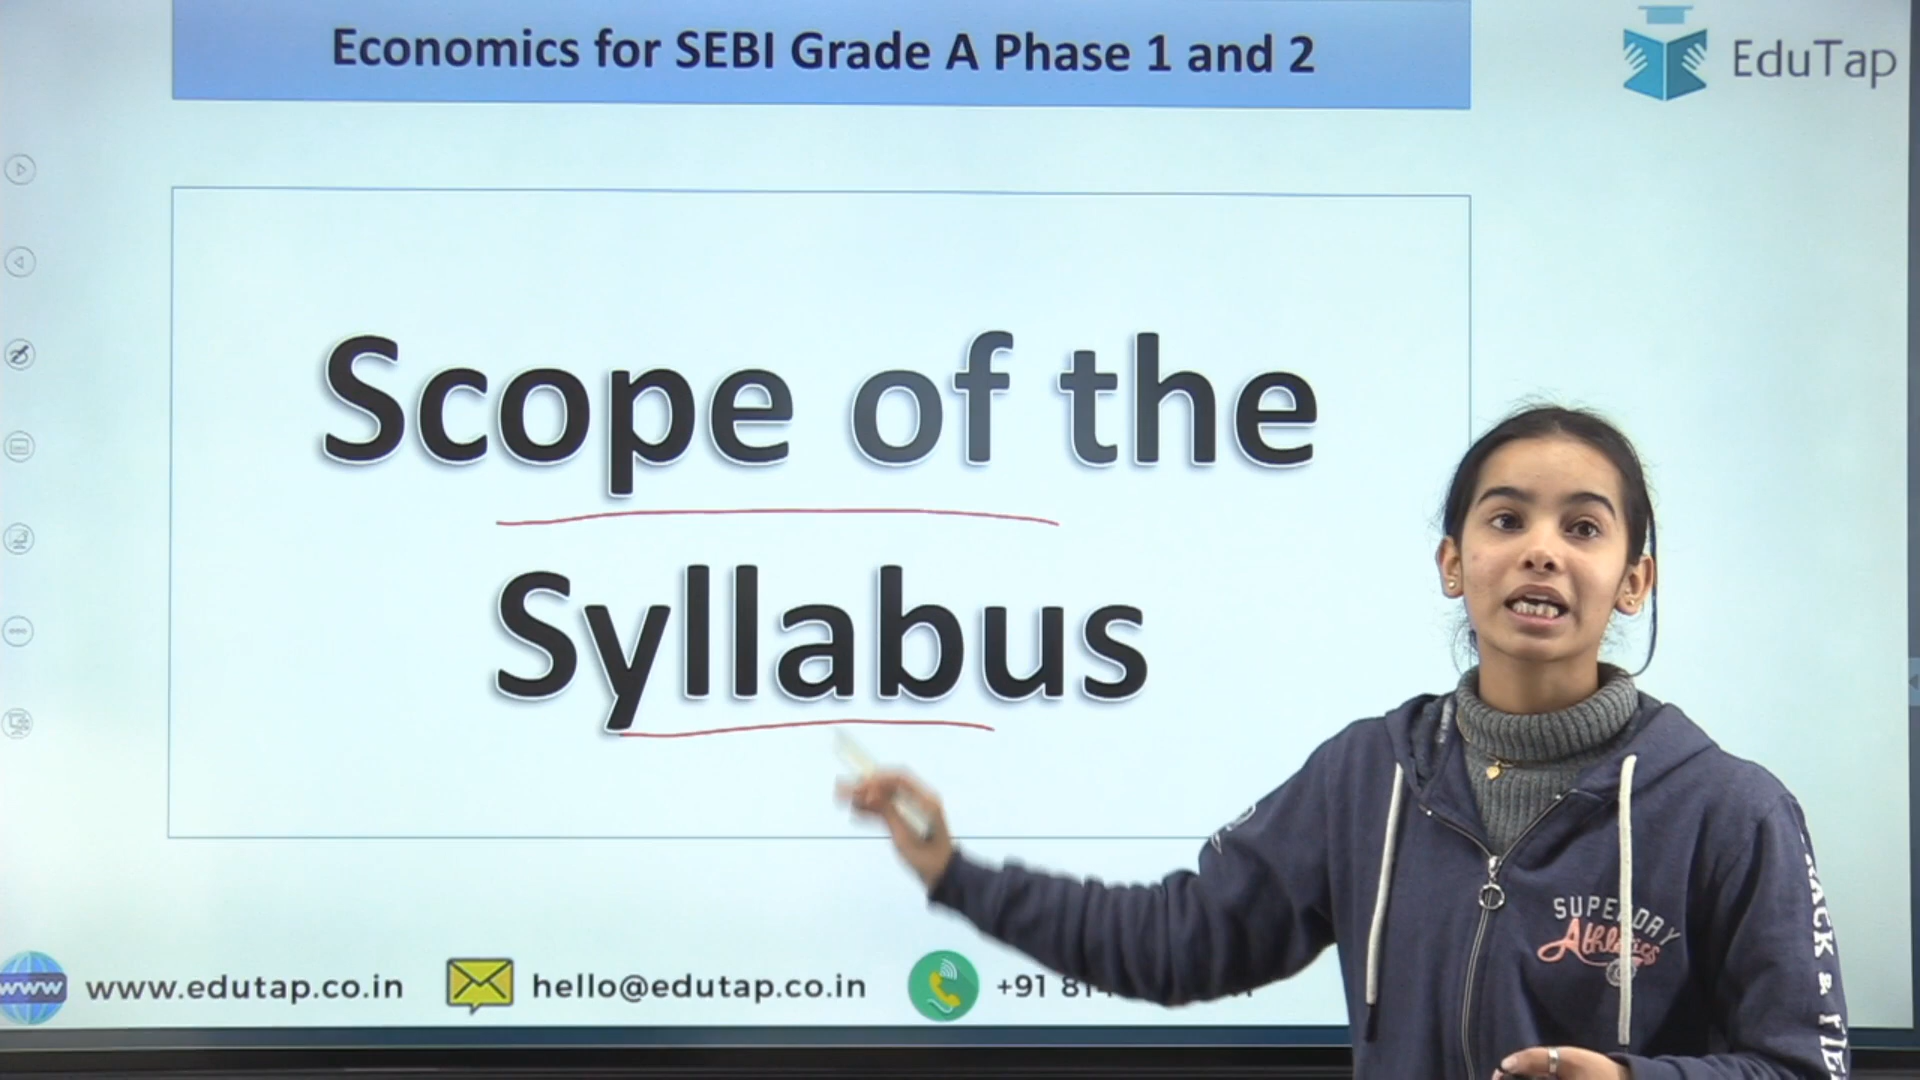 Economics for SEBI Grade A Phase 1 and 2
EduTap
Scope of the
Syllabus
SUPERDRY
Athletics
www
www.edutap.co.in
hello@edutap.co.in
+91